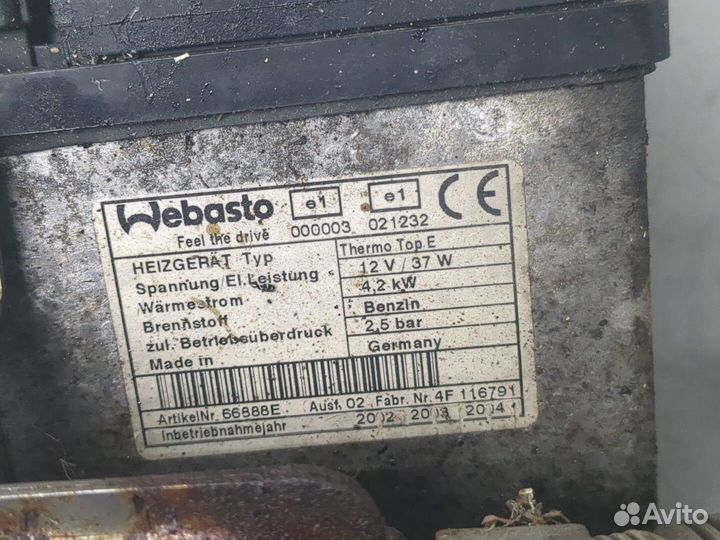 Webasto e1 e1 CE
Feel the drive 000003 021232
HEIZGERÄT Typ Thermo Top E
Spannung/El.Leistung 12 V / 37 W
Wärmestrom 4,2 kW
Brennstoff Benzin
zul. Betriebsüberdruck 2,5 bar
Made in Germany
ArtikelNr. 66888E Ausf. 02 Fabr. Nr. 4F 116791
Inbetriebnahmejahr 2002 2003 2004
Avito